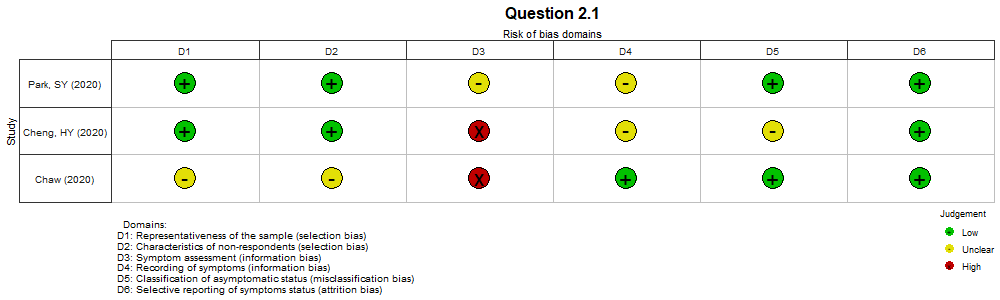 Question 2.1
Risk of bias domains
D1 D2 D3 D4 D5 D6
Study
Park, SY (2020) + + - - + +
Cheng, HY (2020) + + X - - +
Chaw (2020) - - X + + +
Domains:
D1: Representativeness of the sample (selection bias)
D2: Characteristics of non-respondents (selection bias)
D3: Symptom assessment (information bias)
D4: Recording of symptoms (information bias)
D5: Classification of asymptomatic status (misclassification bias)
D6: Selective reporting of symptoms status (attrition bias)
Judgement
Low
Unclear
High